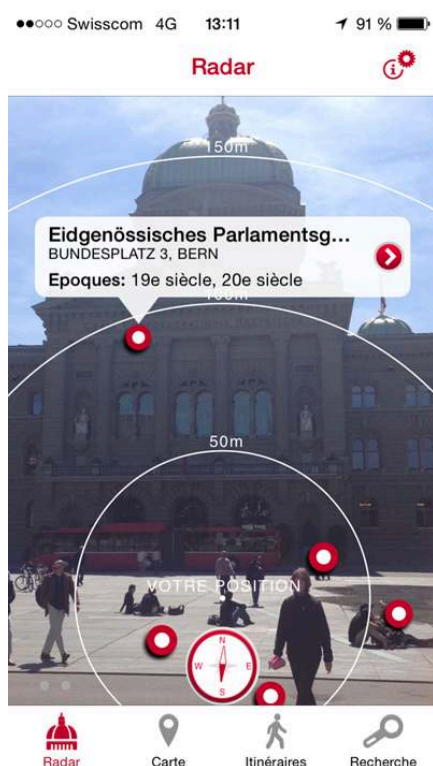 Swisscom 4G 13:11 91 %
Radar
150m
Eidgenössisches Parlamentsg...
BUNDESPLATZ 3, BERN
Epoques: 19e siècle, 20e siècle
100m
50m
VOTRE POSITION
N
W E
S
Radar Carte Itinéraires Recherche